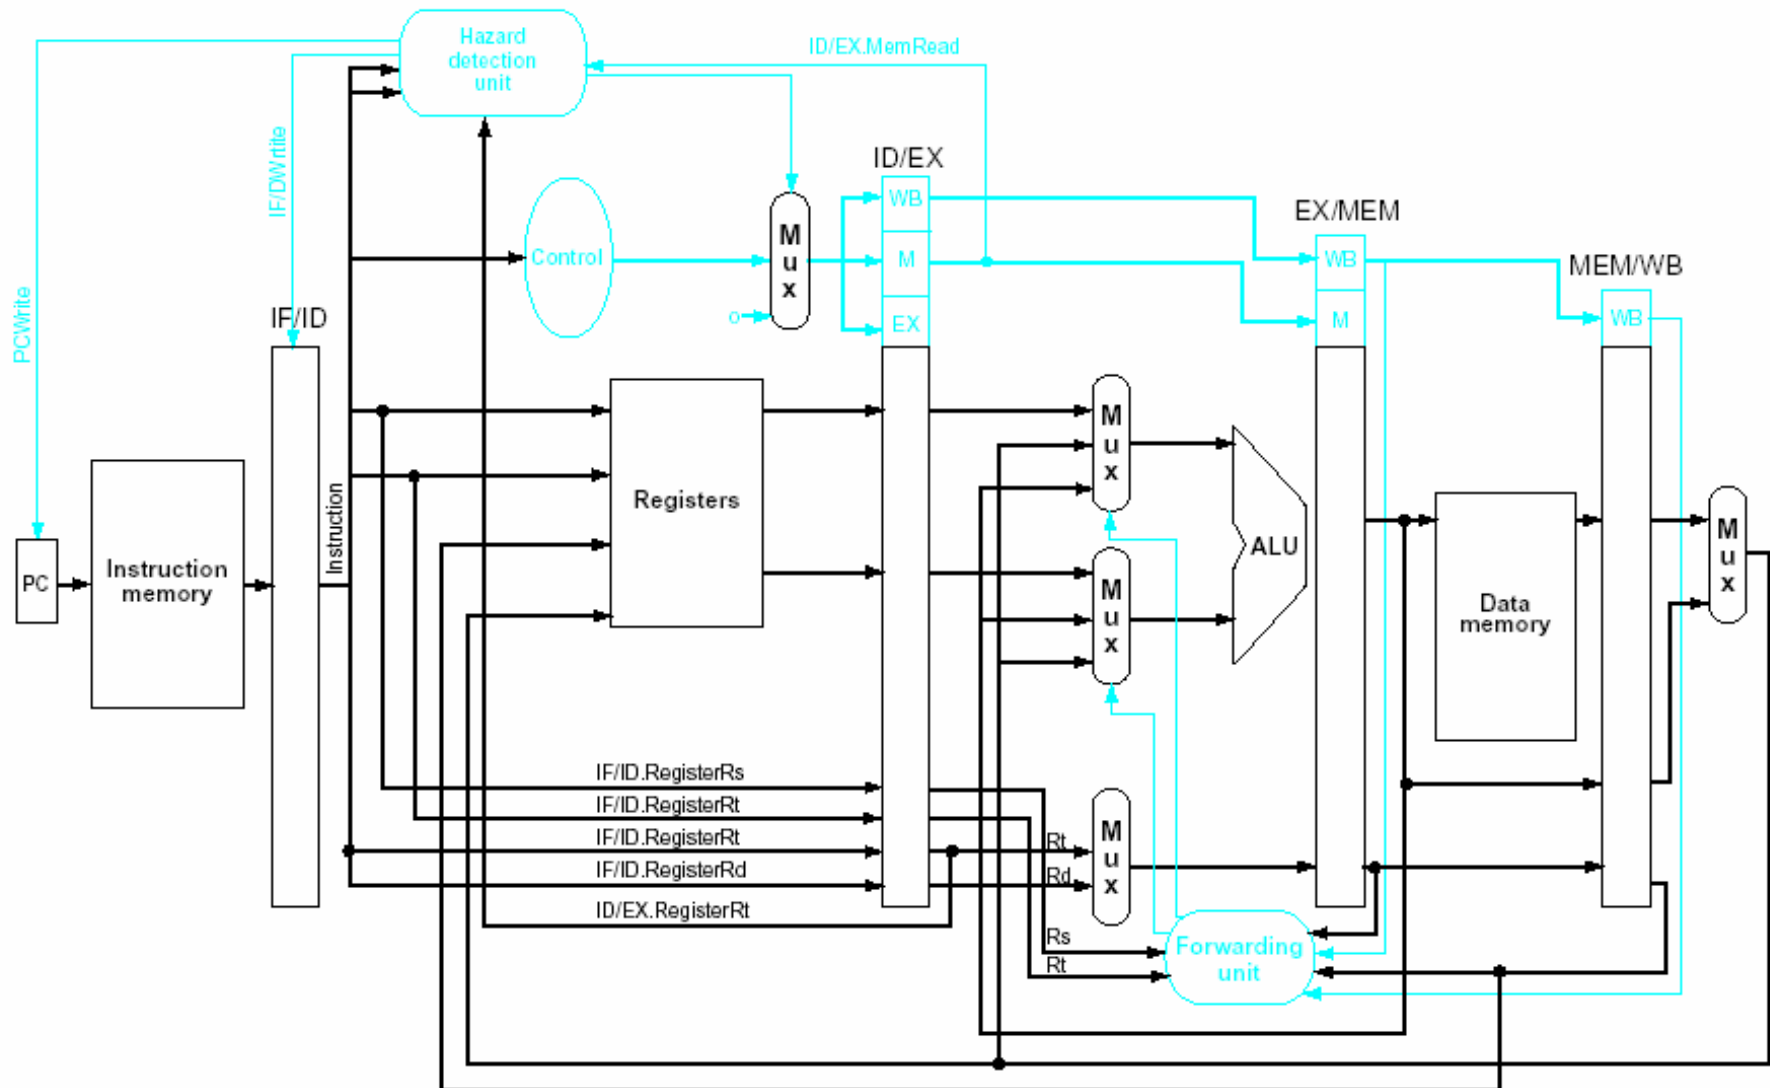 Hazard
detection
unit
ID/EX.MemRead
PCWrite
IF/DWrtite
ID/EX
WB
M
EX
EX/MEM
WB
M
MEM/WB
WB
Control
M
u
x
o
IF/ID
PC
Instruction
memory
Instruction
Registers
M
u
x
M
u
x
ALU
Data
memory
M
u
x
IF/ID.RegisterRs
IF/ID.RegisterRt
IF/ID.RegisterRt
IF/ID.RegisterRd
ID/EX.RegisterRt
Rt
Rd
M
u
x
Rs
Rt
Forwarding
unit